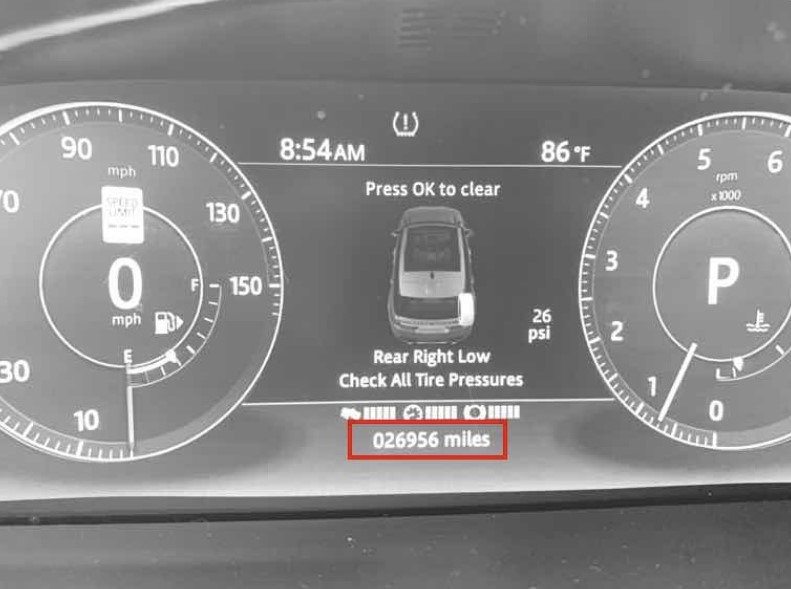 8:54AM
86 °F
Press OK to clear
26
psi
Rear Right Low
Check All Tire Pressures
026956 miles
70
90
mph
110
130
150
SPEED
LIMIT
0
mph
F
E
30
10
6
5
rpm
x1000
4
3
P
2
1
0